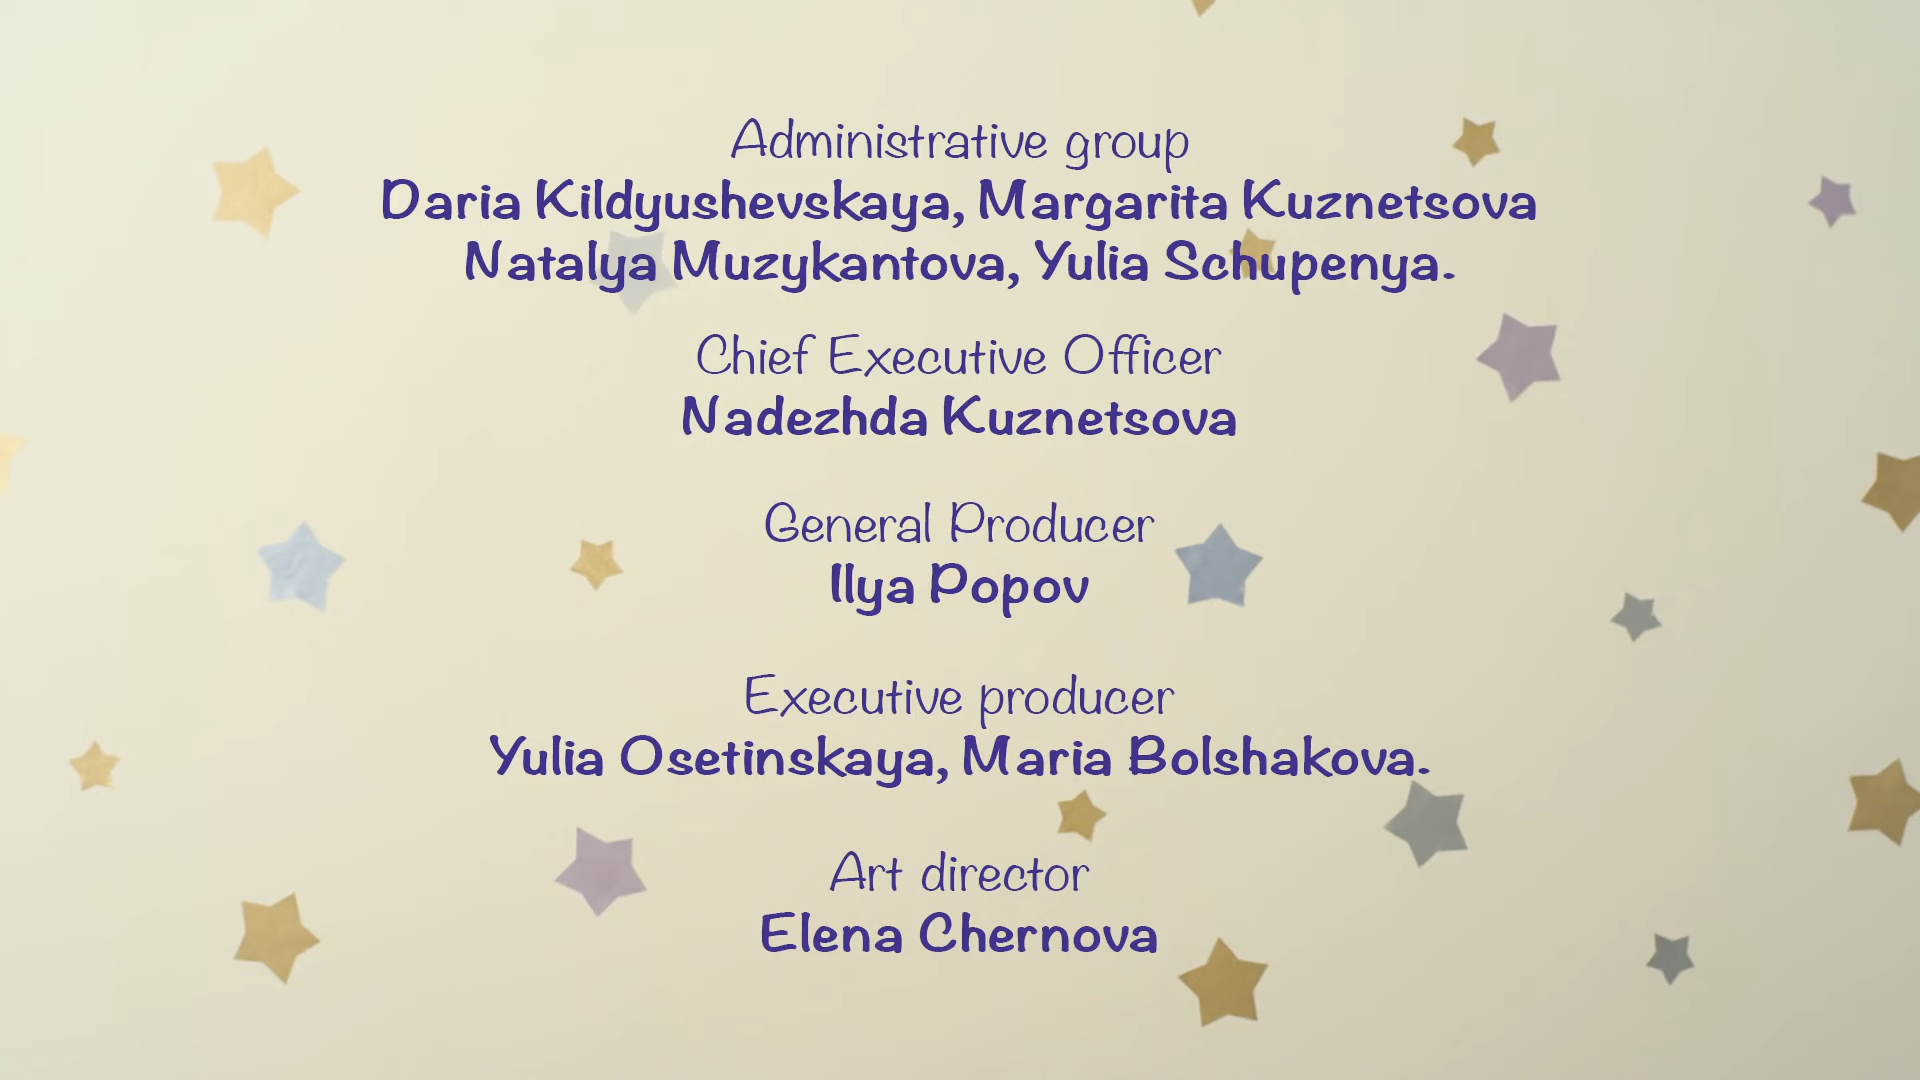 Administrative group
Daria Kildyushevskaya, Margarita Kuznetsova
Natalya Muzykantova, Yulia Schupenya.
Chief Executive Officer
Nadezhda Kuznetsova
General Producer
Ilya Popov
Executive producer
Yulia Osetinskaya, Maria Bolshakova.
Art director
Elena Chernova